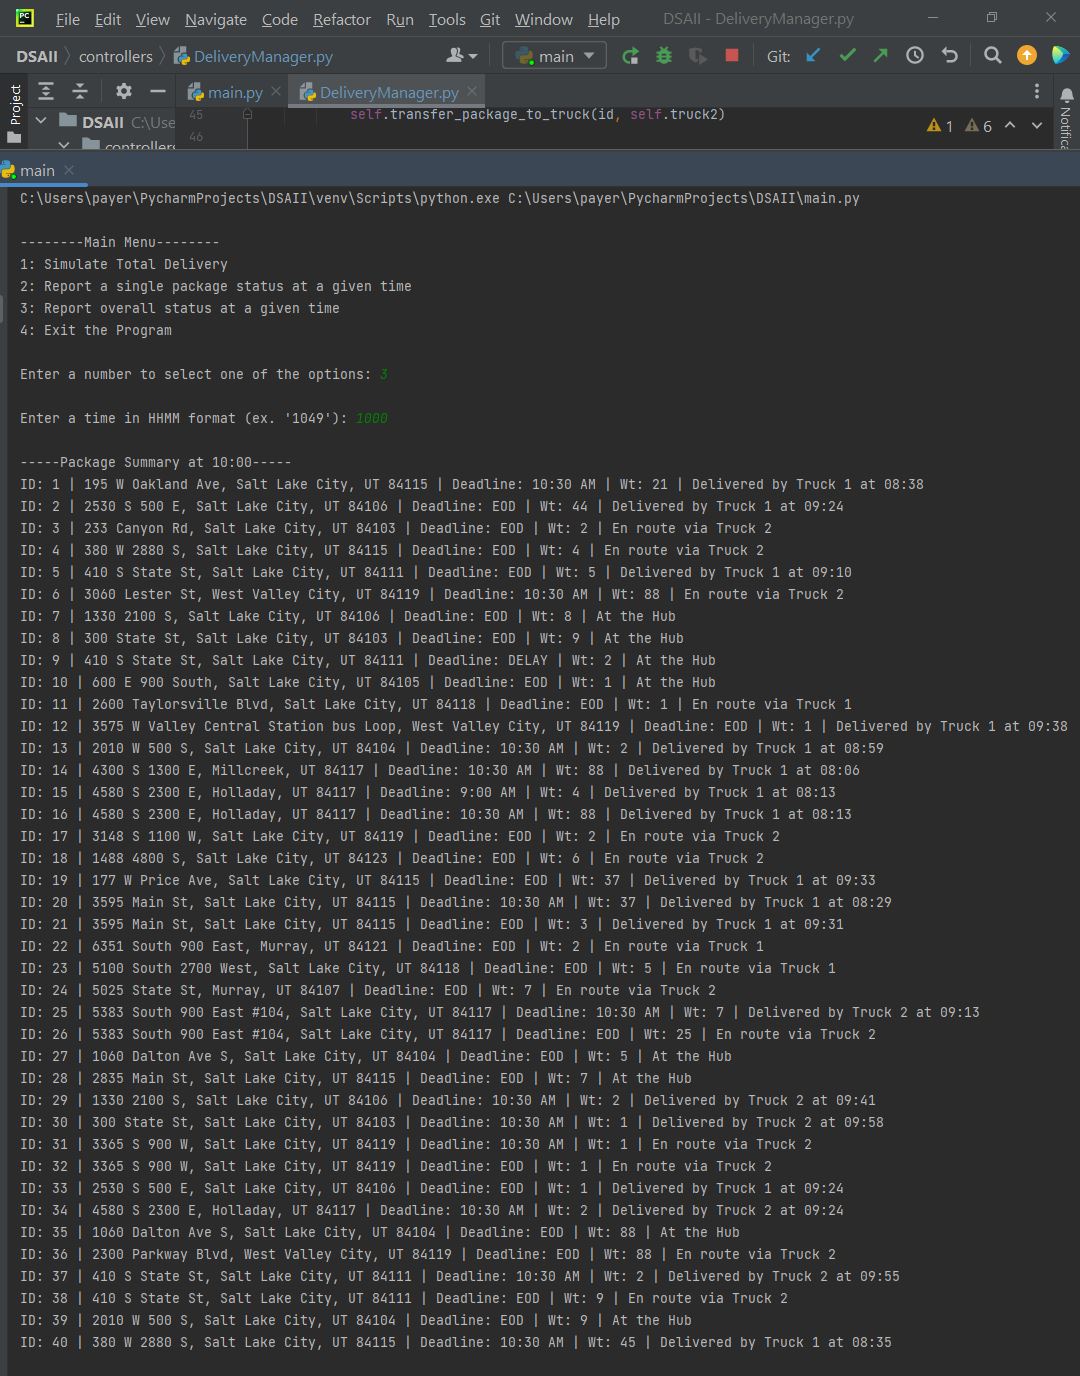 PC File Edit View Navigate Code Refactor Run Tools Git Window Help DSAII - DeliveryManager.py
DSAII controllers DeliveryManager.py main Git:
Project main.py DeliveryManager.py Notifica
DSAII C:\Use 45 self.transfer_package_to_truck(id, self.truck2)
controllers 46 1 6
main
C:\Users\payer\PycharmProjects\DSAII\venv\Scripts\python.exe C:\Users\payer\PycharmProjects\DSAII\main.py
--------Main Menu--------
1: Simulate Total Delivery
2: Report a single package status at a given time
3: Report overall status at a given time
4: Exit the Program
Enter a number to select one of the options: 3
Enter a time in HHMM format (ex. '1049'): 1000
-----Package Summary at 10:00-----
ID: 1 | 195 W Oakland Ave, Salt Lake City, UT 84115 | Deadline: 10:30 AM | Wt: 21 | Delivered by Truck 1 at 08:38
ID: 2 | 2530 S 500 E, Salt Lake City, UT 84106 | Deadline: EOD | Wt: 44 | Delivered by Truck 1 at 09:24
ID: 3 | 233 Canyon Rd, Salt Lake City, UT 84103 | Deadline: EOD | Wt: 2 | En route via Truck 2
ID: 4 | 380 W 2880 S, Salt Lake City, UT 84115 | Deadline: EOD | Wt: 4 | En route via Truck 2
ID: 5 | 410 S State St, Salt Lake City, UT 84111 | Deadline: EOD | Wt: 5 | Delivered by Truck 1 at 09:10
ID: 6 | 3060 Lester St, West Valley City, UT 84119 | Deadline: 10:30 AM | Wt: 88 | En route via Truck 2
ID: 7 | 1330 2100 S, Salt Lake City, UT 84106 | Deadline: EOD | Wt: 8 | At the Hub
ID: 8 | 300 State St, Salt Lake City, UT 84103 | Deadline: EOD | Wt: 9 | At the Hub
ID: 9 | 410 S State St, Salt Lake City, UT 84111 | Deadline: DELAY | Wt: 2 | At the Hub
ID: 10 | 600 E 900 South, Salt Lake City, UT 84105 | Deadline: EOD | Wt: 1 | At the Hub
ID: 11 | 2600 Taylorsville Blvd, Salt Lake City, UT 84118 | Deadline: EOD | Wt: 1 | En route via Truck 1
ID: 12 | 3575 W Valley Central Station bus Loop, West Valley City, UT 84119 | Deadline: EOD | Wt: 1 | Delivered by Truck 1 at 09:38
ID: 13 | 2010 W 500 S, Salt Lake City, UT 84104 | Deadline: 10:30 AM | Wt: 2 | Delivered by Truck 1 at 08:59
ID: 14 | 4300 S 1300 E, Millcreek, UT 84117 | Deadline: 10:30 AM | Wt: 88 | Delivered by Truck 1 at 08:06
ID: 15 | 4580 S 2300 E, Holladay, UT 84117 | Deadline: 9:00 AM | Wt: 4 | Delivered by Truck 1 at 08:13
ID: 16 | 4580 S 2300 E, Holladay, UT 84117 | Deadline: 10:30 AM | Wt: 88 | Delivered by Truck 1 at 08:13
ID: 17 | 3148 S 1100 W, Salt Lake City, UT 84119 | Deadline: EOD | Wt: 2 | En route via Truck 2
ID: 18 | 1488 4800 S, Salt Lake City, UT 84123 | Deadline: EOD | Wt: 6 | En route via Truck 2
ID: 19 | 177 W Price Ave, Salt Lake City, UT 84115 | Deadline: EOD | Wt: 37 | Delivered by Truck 1 at 09:33
ID: 20 | 3595 Main St, Salt Lake City, UT 84115 | Deadline: 10:30 AM | Wt: 37 | Delivered by Truck 1 at 08:29
ID: 21 | 3595 Main St, Salt Lake City, UT 84115 | Deadline: EOD | Wt: 3 | Delivered by Truck 1 at 09:31
ID: 22 | 6351 South 900 East, Murray, UT 84121 | Deadline: EOD | Wt: 2 | En route via Truck 1
ID: 23 | 5100 South 2700 West, Salt Lake City, UT 84118 | Deadline: EOD | Wt: 5 | En route via Truck 1
ID: 24 | 5025 State St, Murray, UT 84107 | Deadline: EOD | Wt: 7 | En route via Truck 2
ID: 25 | 5383 South 900 East #104, Salt Lake City, UT 84117 | Deadline: 10:30 AM | Wt: 7 | Delivered by Truck 2 at 09:13
ID: 26 | 5383 South 900 East #104, Salt Lake City, UT 84117 | Deadline: EOD | Wt: 25 | En route via Truck 2
ID: 27 | 1060 Dalton Ave S, Salt Lake City, UT 84104 | Deadline: EOD | Wt: 5 | At the Hub
ID: 28 | 2835 Main St, Salt Lake City, UT 84115 | Deadline: EOD | Wt: 7 | At the Hub
ID: 29 | 1330 2100 S, Salt Lake City, UT 84106 | Deadline: 10:30 AM | Wt: 2 | Delivered by Truck 2 at 09:41
ID: 30 | 300 State St, Salt Lake City, UT 84103 | Deadline: 10:30 AM | Wt: 1 | Delivered by Truck 2 at 09:58
ID: 31 | 3365 S 900 W, Salt Lake City, UT 84119 | Deadline: 10:30 AM | Wt: 1 | En route via Truck 2
ID: 32 | 3365 S 900 W, Salt Lake City, UT 84119 | Deadline: EOD | Wt: 1 | En route via Truck 2
ID: 33 | 2530 S 500 E, Salt Lake City, UT 84106 | Deadline: EOD | Wt: 1 | Delivered by Truck 1 at 09:24
ID: 34 | 4580 S 2300 E, Holladay, UT 84117 | Deadline: 10:30 AM | Wt: 2 | Delivered by Truck 2 at 09:24
ID: 35 | 1060 Dalton Ave S, Salt Lake City, UT 84104 | Deadline: EOD | Wt: 88 | At the Hub
ID: 36 | 2300 Parkway Blvd, West Valley City, UT 84119 | Deadline: EOD | Wt: 88 | En route via Truck 2
ID: 37 | 410 S State St, Salt Lake City, UT 84111 | Deadline: 10:30 AM | Wt: 2 | Delivered by Truck 2 at 09:55
ID: 38 | 410 S State St, Salt Lake City, UT 84111 | Deadline: EOD | Wt: 9 | En route via Truck 2
ID: 39 | 2010 W 500 S, Salt Lake City, UT 84104 | Deadline: EOD | Wt: 9 | At the Hub
ID: 40 | 380 W 2880 S, Salt Lake City, UT 84115 | Deadline: 10:30 AM | Wt: 45 | Delivered by Truck 1 at 08:35